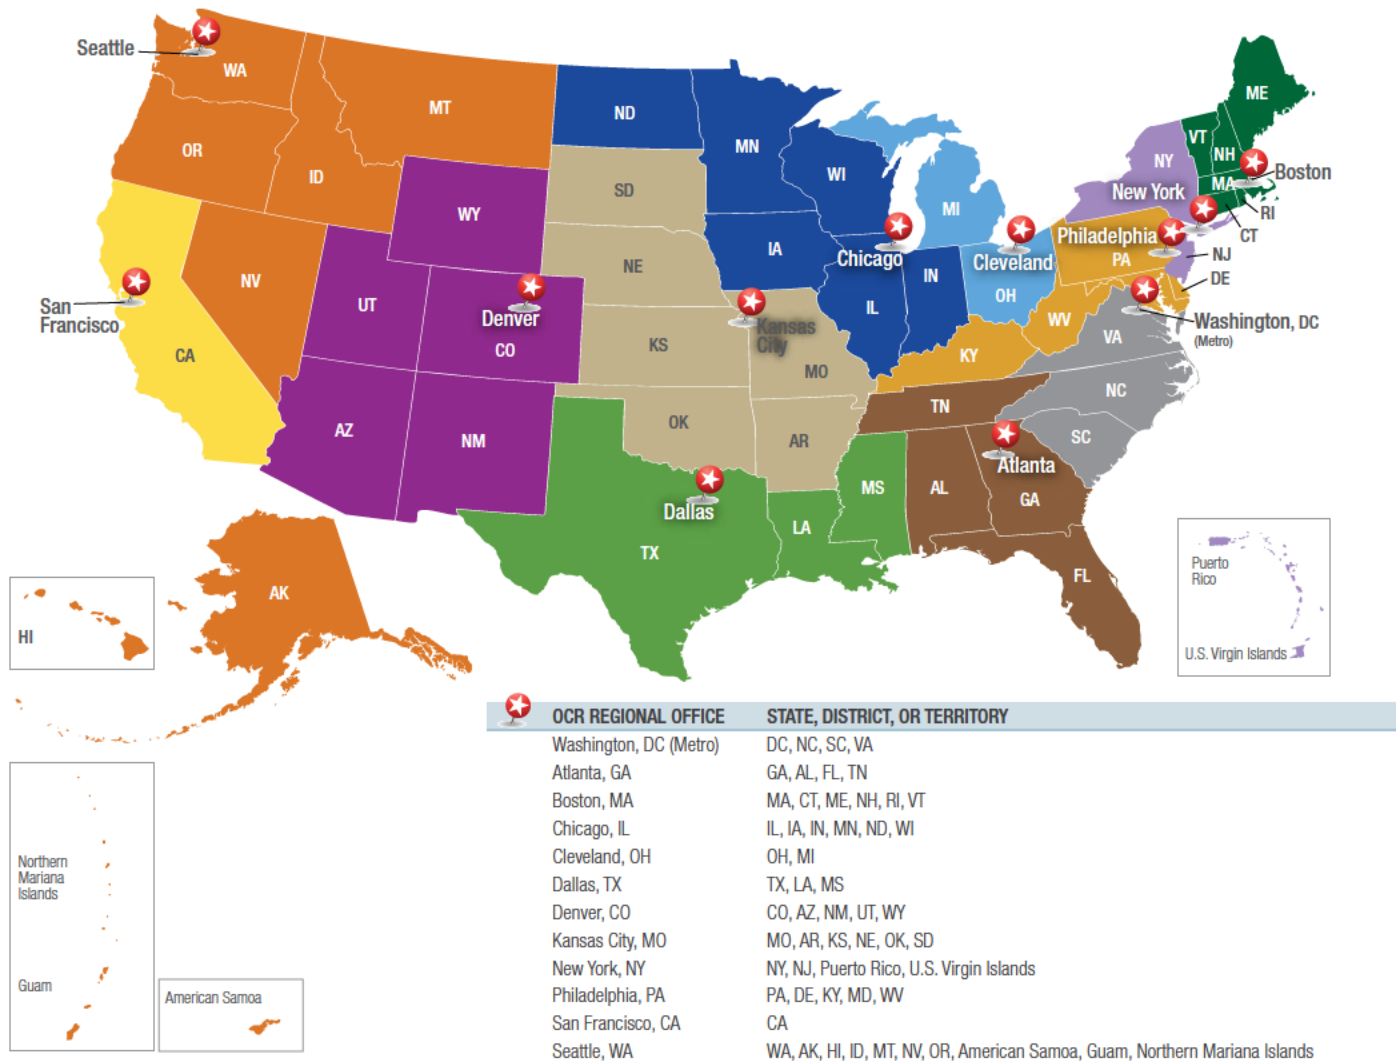 Seattle
WA
MT
ND
MN
ME
VT
NH
NY
MA
Boston
RI
CT
New York
OR
ID
SD
WI
MI
WY
Philadelphia
PA
NJ
DE
NV
UT
NE
IA
Chicago
IN
Cleveland
OH
San
Francisco
CA
Denver
CO
KS
Kansas
City
MO
IL
KY
WV
VA
Washington, DC
(Metro)
AZ
NM
OK
AR
TN
NC
SC
Atlanta
AL
GA
MS
LA
Dallas
TX
FL
AK
HI
Puerto
Rico
U.S. Virgin Islands
Northern
Mariana
Islands
Guam
American Samoa
OCR REGIONAL OFFICE STATE, DISTRICT, OR TERRITORY
Washington, DC (Metro) DC, NC, SC, VA
Atlanta, GA GA, AL, FL, TN
Boston, MA MA, CT, ME, NH, RI, VT
Chicago, IL IL, IA, IN, MN, ND, WI
Cleveland, OH OH, MI
Dallas, TX TX, LA, MS
Denver, CO CO, AZ, NM, UT, WY
Kansas City, MO MO, AR, KS, NE, OK, SD
New York, NY NY, NJ, Puerto Rico, U.S. Virgin Islands
Philadelphia, PA PA, DE, KY, MD, WV
San Francisco, CA CA
Seattle, WA WA, AK, HI, ID, MT, NV, OR, American Samoa, Guam, Northern Mariana Islands